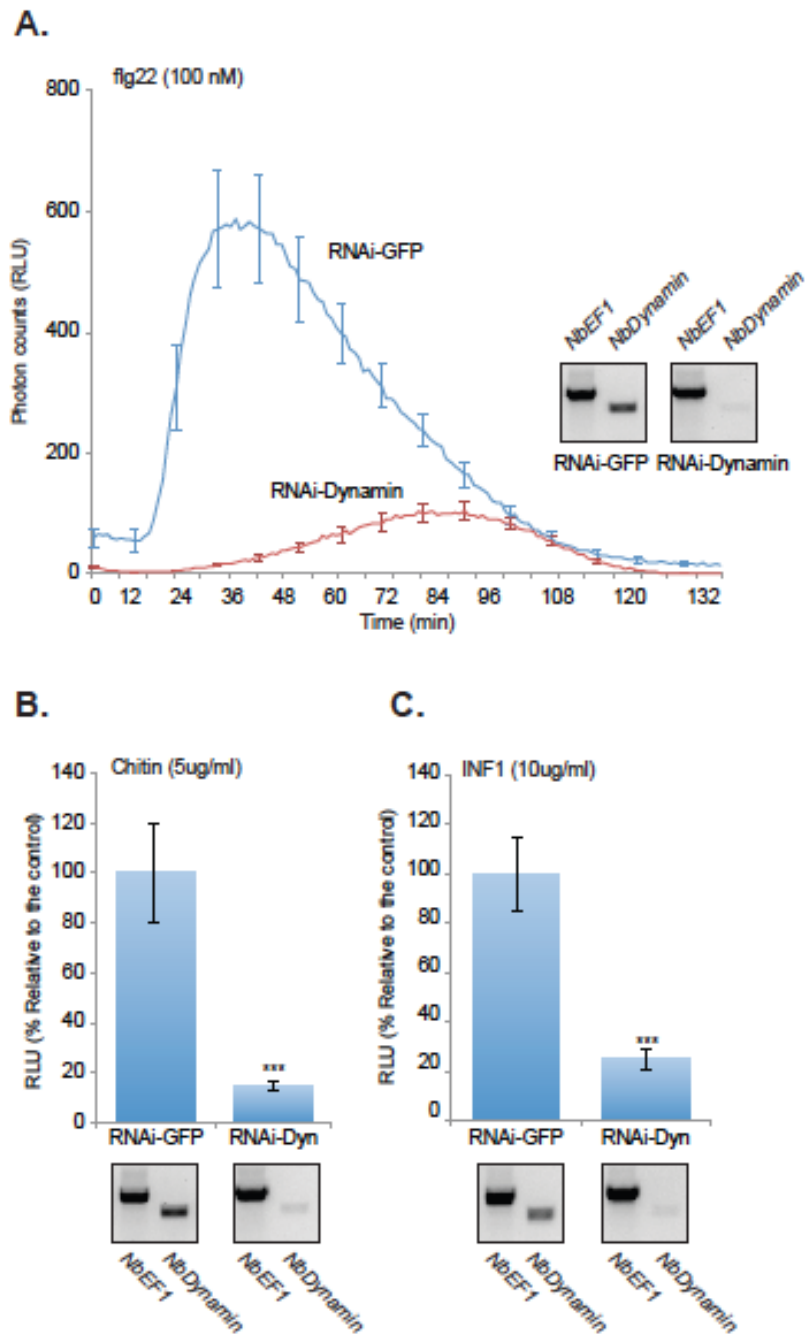 A.
flg22 (100 nM)
800
600
400
200
0
Photon counts (RLU)
RNAi-GFP
RNAi-Dynamin
NbEF1 NbDynamin NbEF1 NbDynamin
RNAi-GFP RNAi-Dynamin
0 12 24 36 48 60 72 84 96 108 120 132
Time (min)
B.
Chitin (5ug/ml)
140
120
100
80
60
40
20
0
RLU (% Relative to the control)
***
RNAi-GFP RNAi-Dyn
NbEF1 NbDynamin NbEF1 NbDynamin
C.
INF1 (10ug/ml)
140
120
100
80
60
40
20
0
RLU (% Relative to the control)
***
RNAi-GFP RNAi-Dyn
NbEF1 NbDynamin NbEF1 NbDynamin